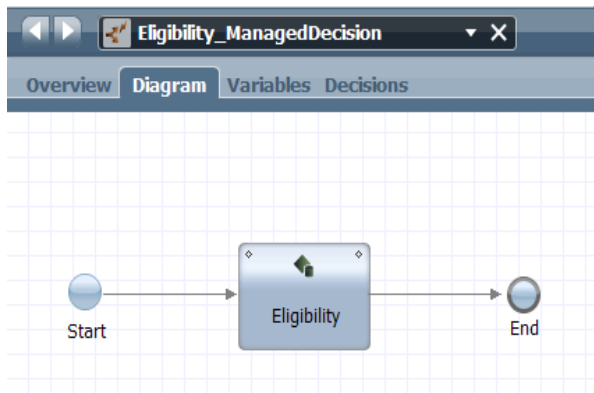 Eligibility_ManagedDecision
Overview Diagram Variables Decisions
Eligibility
Start
End